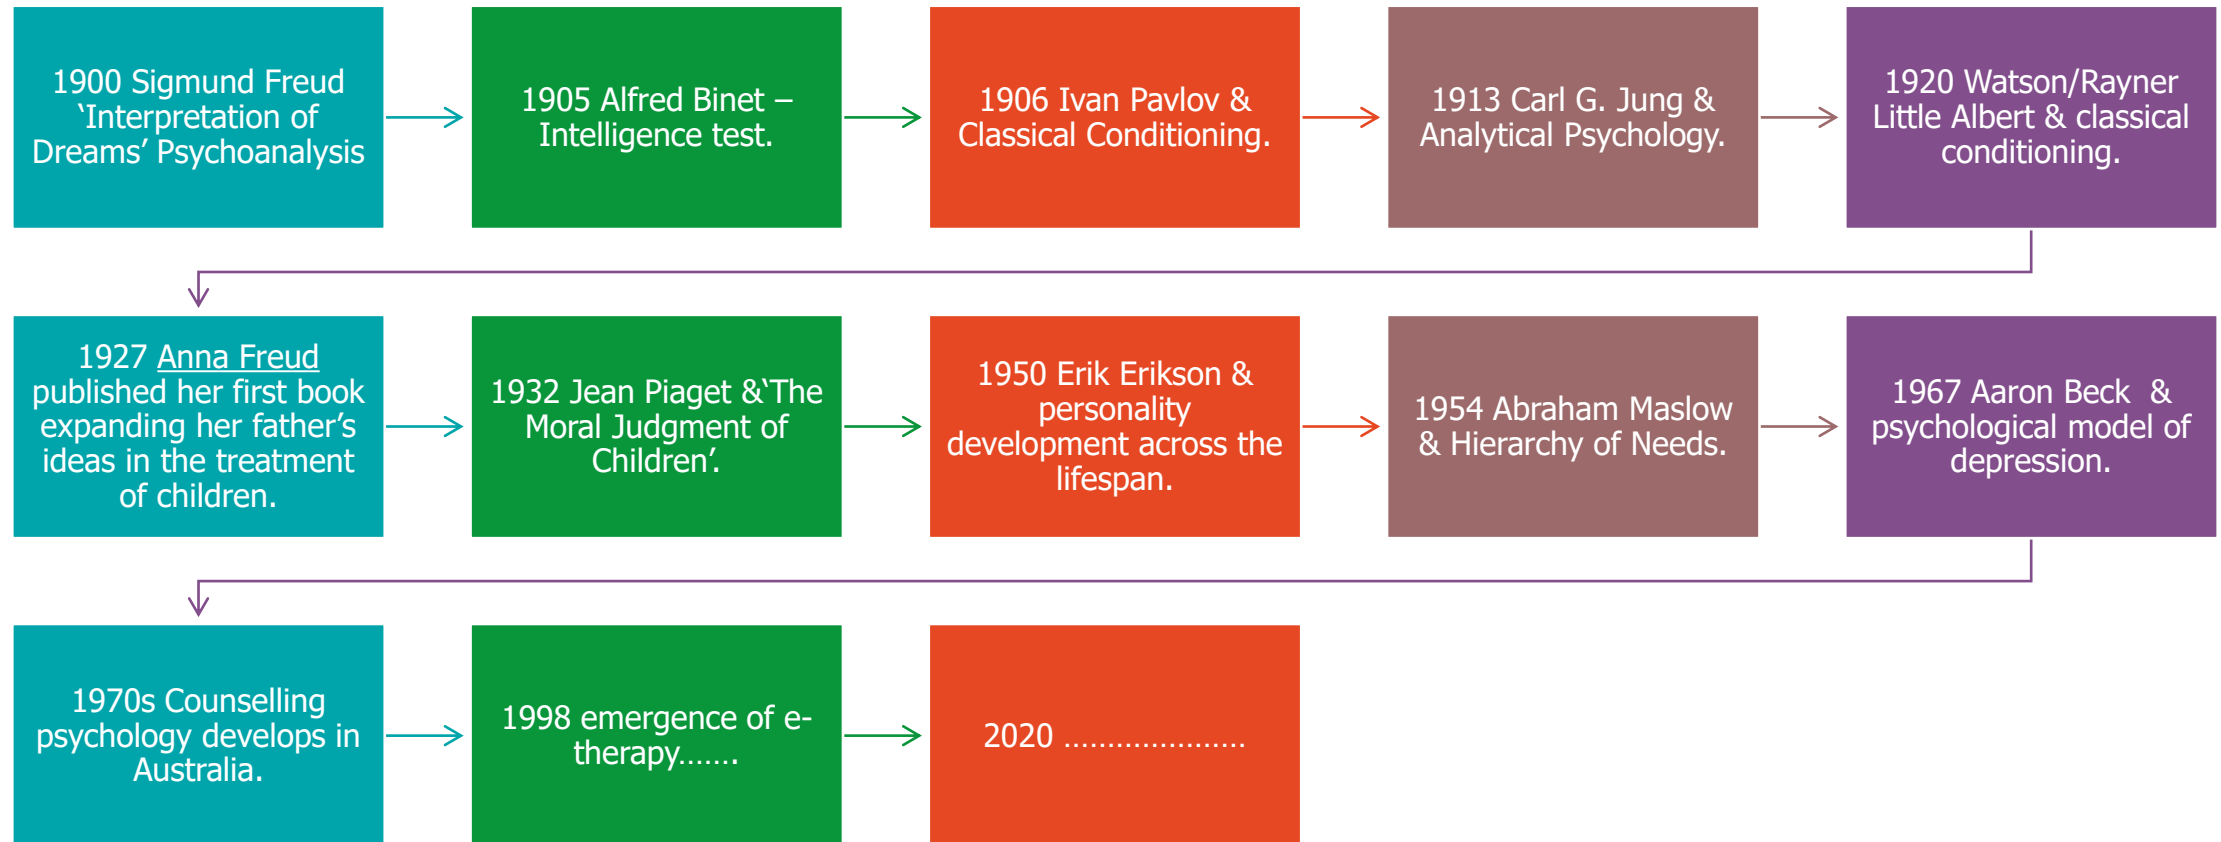 1900 Sigmund Freud
‘Interpretation of
Dreams’ Psychoanalysis
1905 Alfred Binet –
Intelligence test.
1906 Ivan Pavlov &
Classical Conditioning.
1913 Carl G. Jung &
Analytical Psychology.
1920 Watson/Rayner
Little Albert & classical
conditioning.
1927 Anna Freud
published her first book
expanding her father’s
ideas in the treatment
of children.
1932 Jean Piaget &‘The
Moral Judgment of
Children’.
1950 Erik Erikson &
personality
development across the
lifespan.
1954 Abraham Maslow
& Hierarchy of Needs.
1967 Aaron Beck  &
psychological model of
depression.
1970s Counselling
psychology develops in
Australia.
1998 emergence of e-
therapy…….
2020 …………………